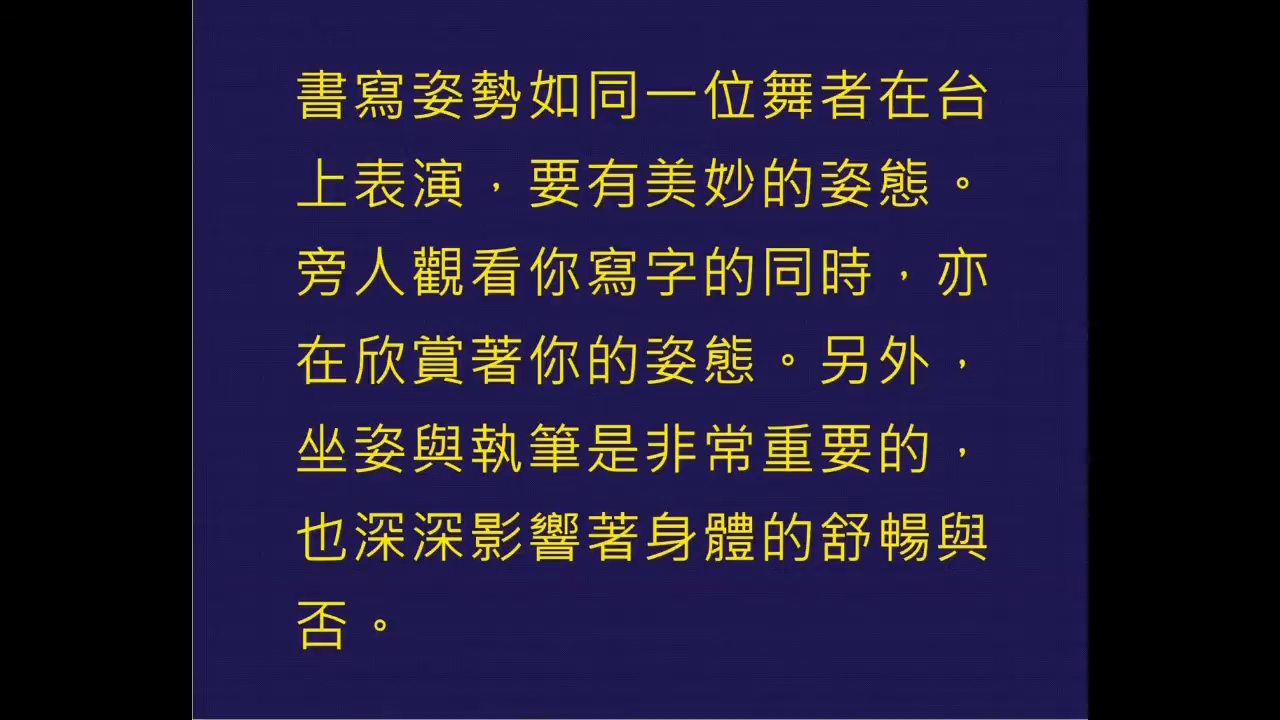 書寫姿勢如同一位舞者在台
上表演，要有美妙的姿態。
旁人觀看你寫字的同時，亦
在欣賞著你的姿態。另外，
坐姿與執筆是非常重要的，
也深深影響著身體的舒暢與
否。